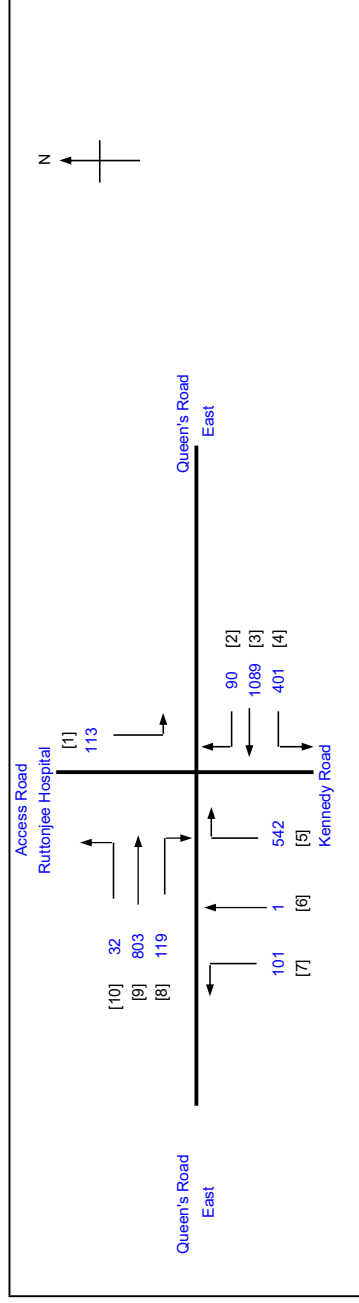 N
Access Road
Ruttonjee Hospital
[1]
113
[10] 32
[9] 803
[8] 119
Queen's Road
East
Queen's Road
East
90 [2]
1089 [3]
401 [4]
101 1 542
[7] [6] [5]
Kennedy Road